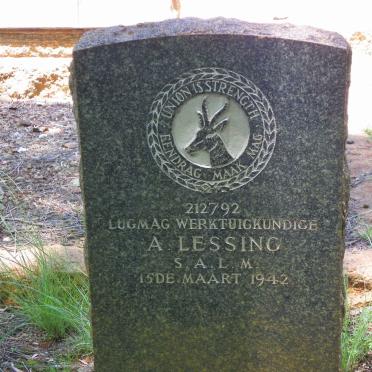 UNION IS STRENGTH
EENDRAG MAAK MAG
212792
LUGMAG WERKTUIGKUNDIGE
A. LESSING
S. A. L. M.
15DE MAART 1942